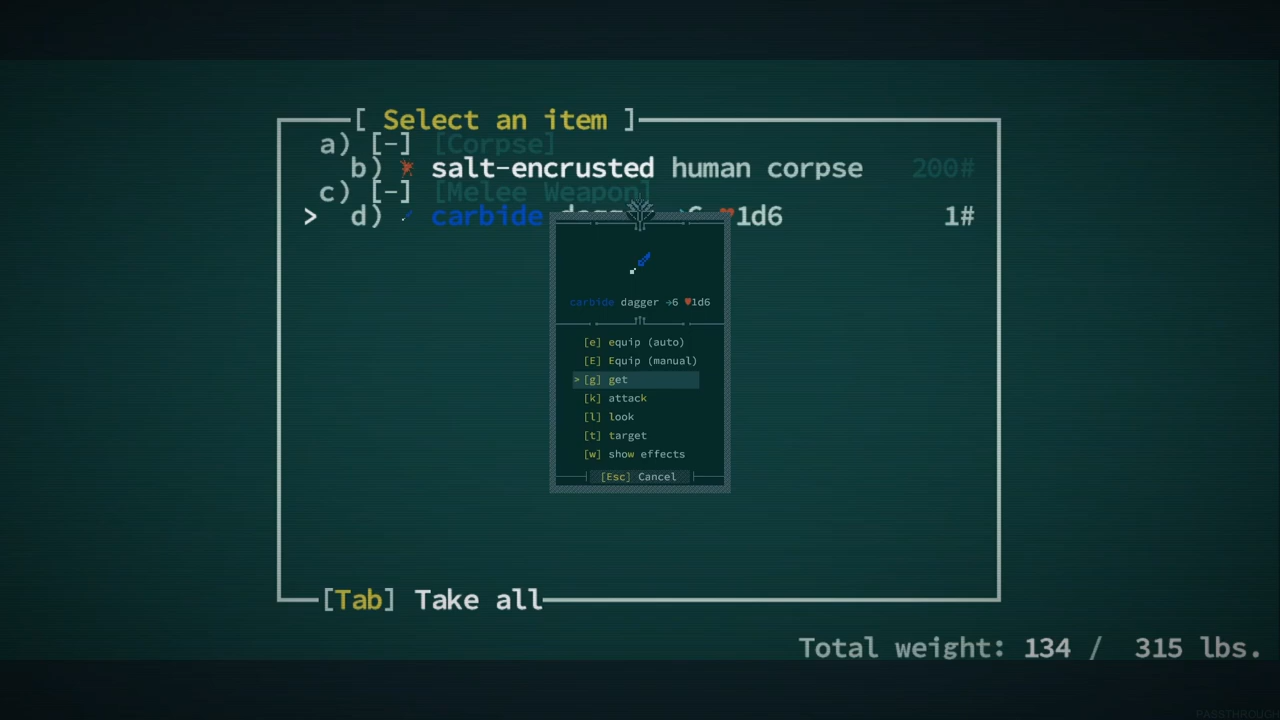 [ Select an item ]
a) [-] [Corpse]
b) salt-encrusted human corpse 200#
c) [-] [Melee Weapon]
> d) carbide dagger →6 ♥1d6 1#
carbide dagger →6 ♥1d6
[e] equip (auto)
[E] Equip (manual)
>[g] get
[k] attack
[l] look
[t] target
[w] show effects
[Esc] Cancel
[Tab] Take all
Total weight: 134 / 315 lbs.